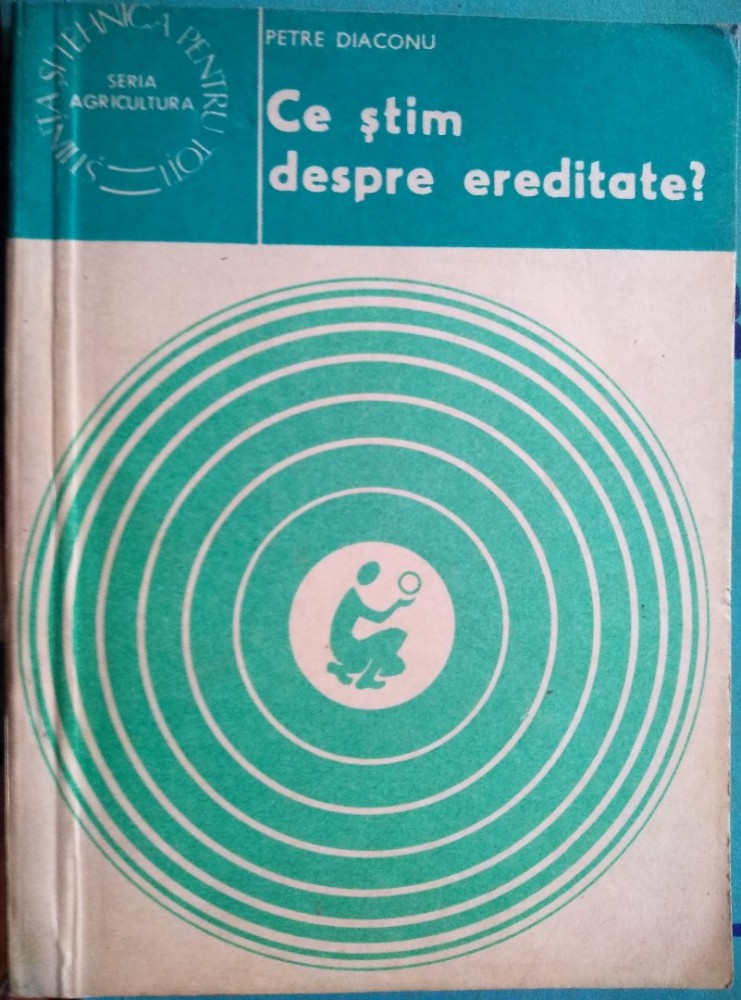 ȘTIINȚA ȘI TEHNICA PENTRU TOȚI
SERIA
AGRICULTURA
PETRE DIACONU
Ce știm
despre ereditate?